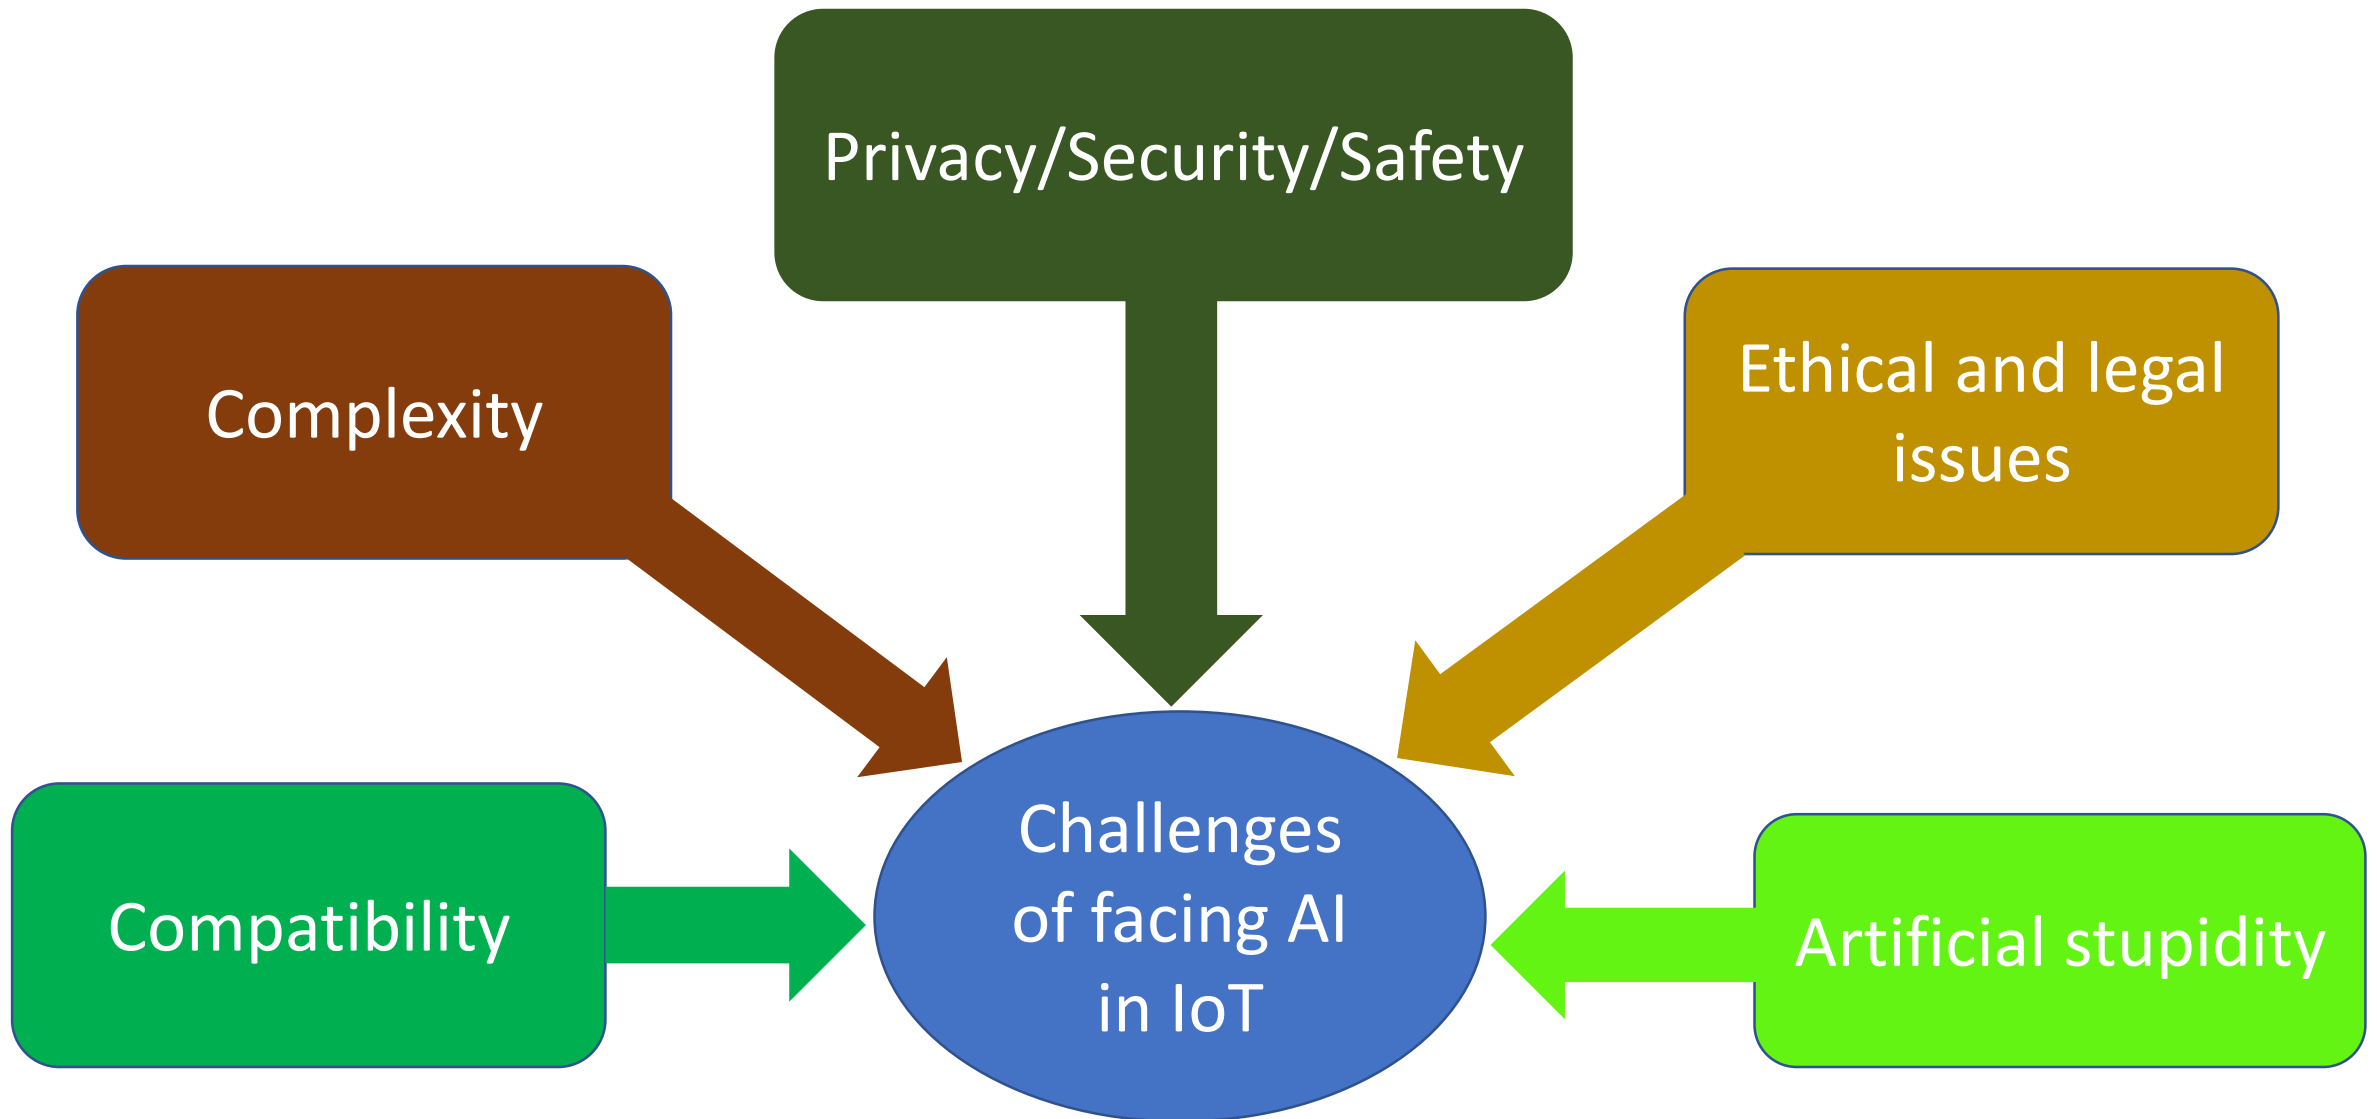 Privacy/Security/Safety
Complexity
Ethical and legal
issues
Compatibility
Challenges
of facing AI
in IoT
Artificial stupidity